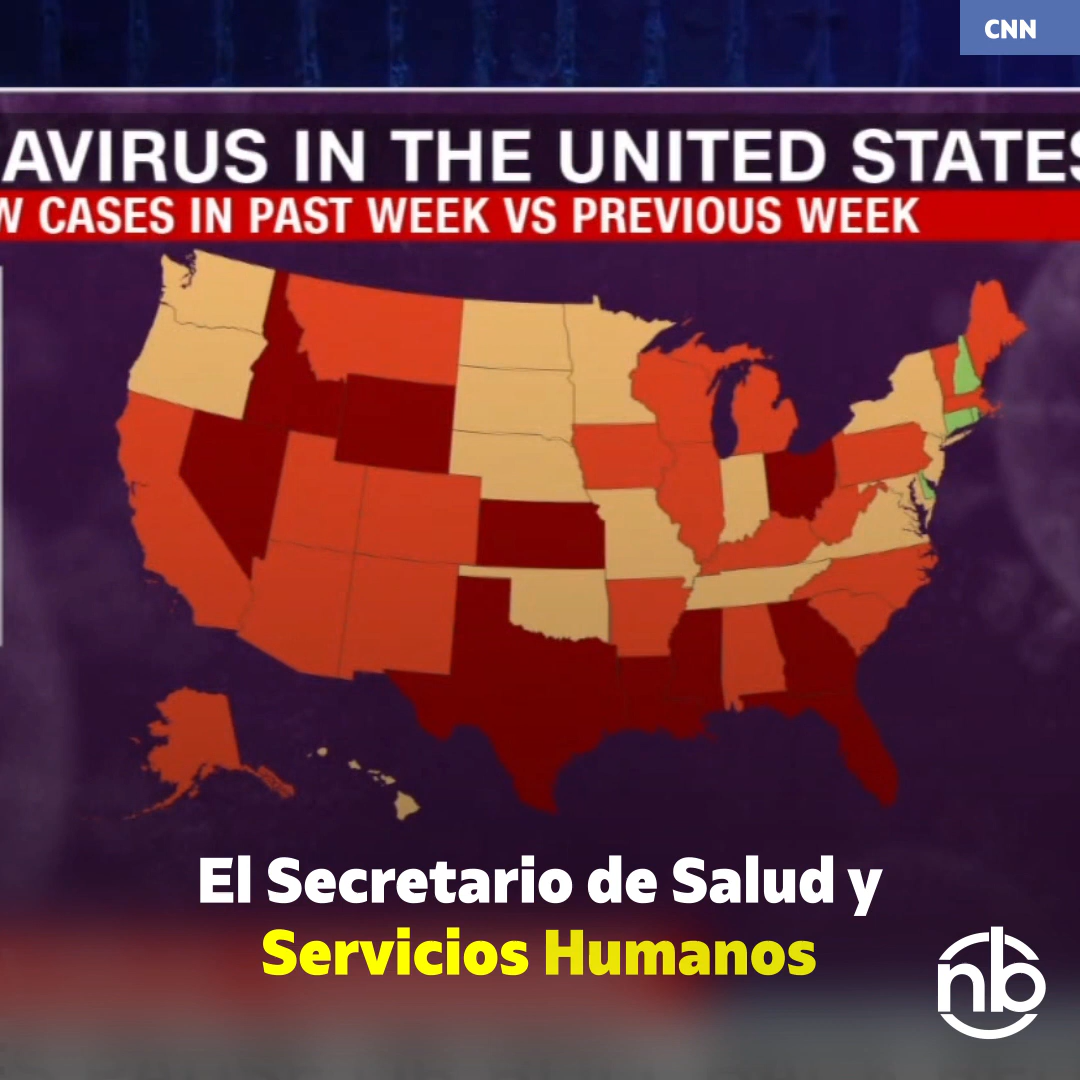 CNN
AVIRUS IN THE UNITED STATES
W CASES IN PAST WEEK VS PREVIOUS WEEK
El Secretario de Salud y
Servicios Humanos
nb